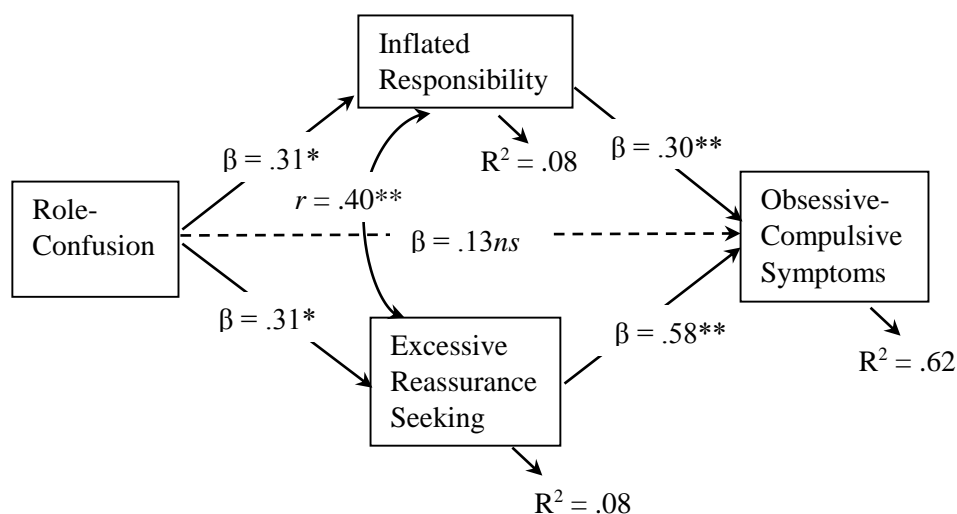 Inflated
Responsibility
β = .31*
R² = .08
β = .30**
Role-
Confusion
r = .40**
β = .13ns
Obsessive-
Compulsive
Symptoms
β = .31*
Excessive
Reassurance
Seeking
β = .58**
R² = .62
R² = .08